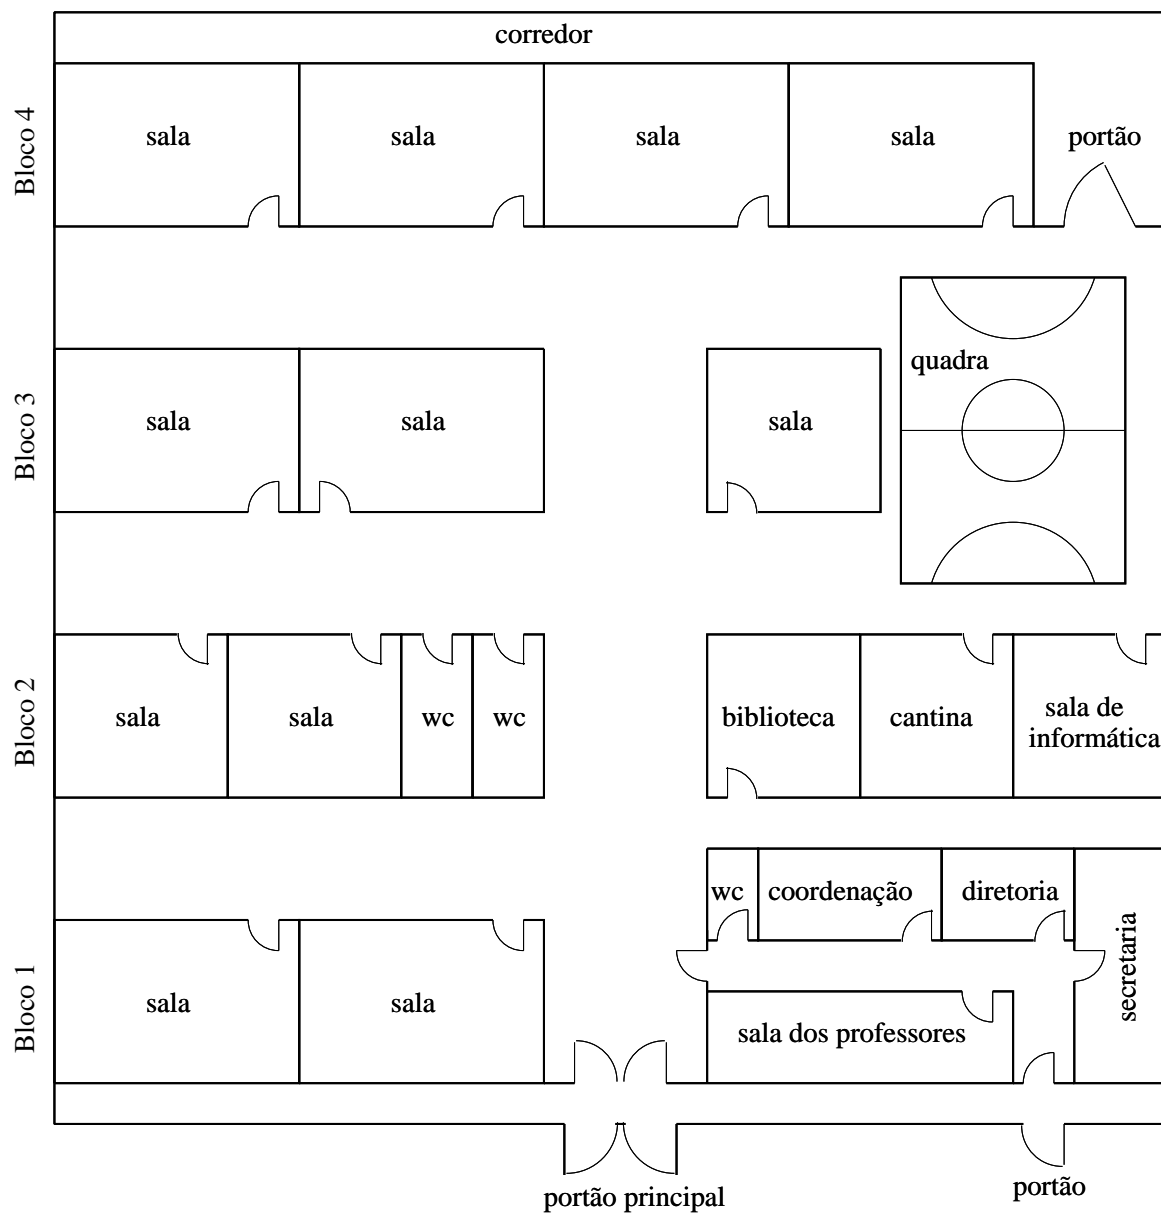 corredor
Bloco 4
sala
sala
sala
sala
portão
Bloco 3
sala
sala
sala
quadra
Bloco 2
sala
sala
wc
wc
biblioteca
cantina
sala de
informática
Bloco 1
sala
sala
wc
coordenação
diretoria
secretaria
sala dos professores
portão principal
portão